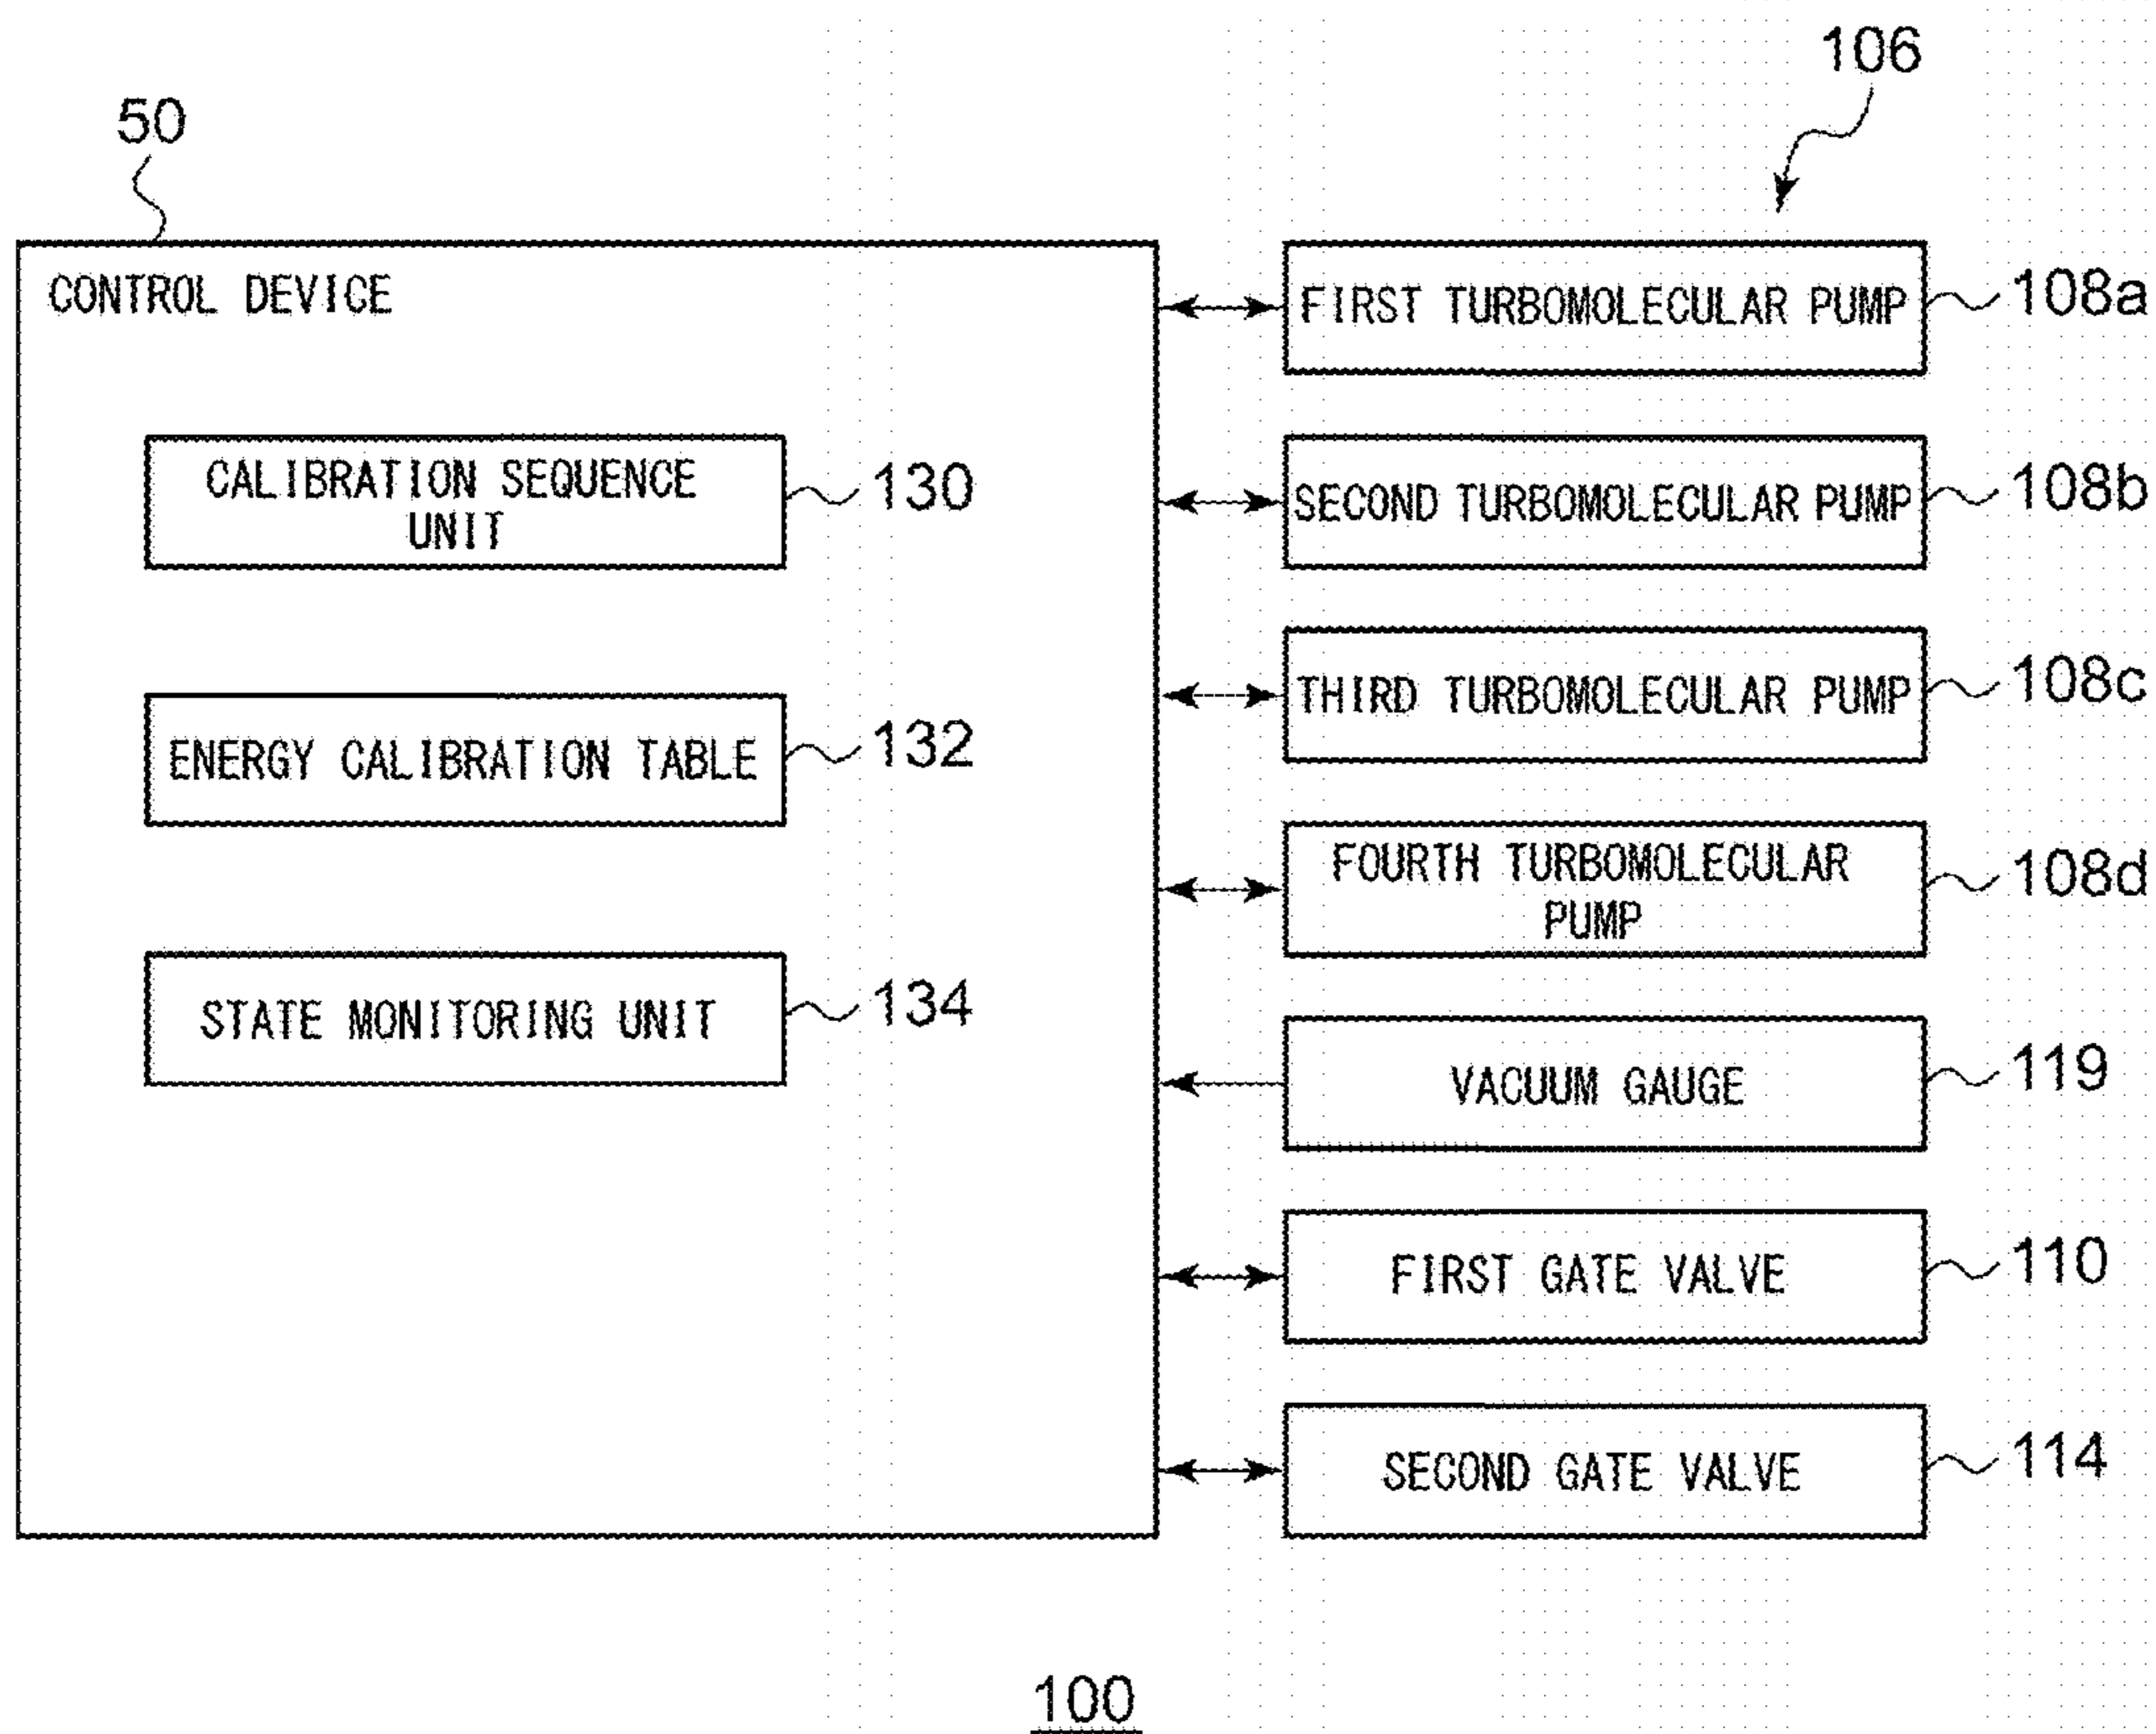 106
50
CONTROL DEVICE
FIRST TURBOMOLECULAR PUMP
108a
CALIBRATION SEQUENCE
UNIT
130
SECOND TURBOMOLECULAR PUMP
108b
THIRD TURBOMOLECULAR PUMP
108c
ENERGY CALIBRATION TABLE
132
FOURTH TURBOMOLECULAR
PUMP
108d
STATE MONITORING UNIT
134
VACUUM GAUGE
119
FIRST GATE VALVE
110
SECOND GATE VALVE
114
100